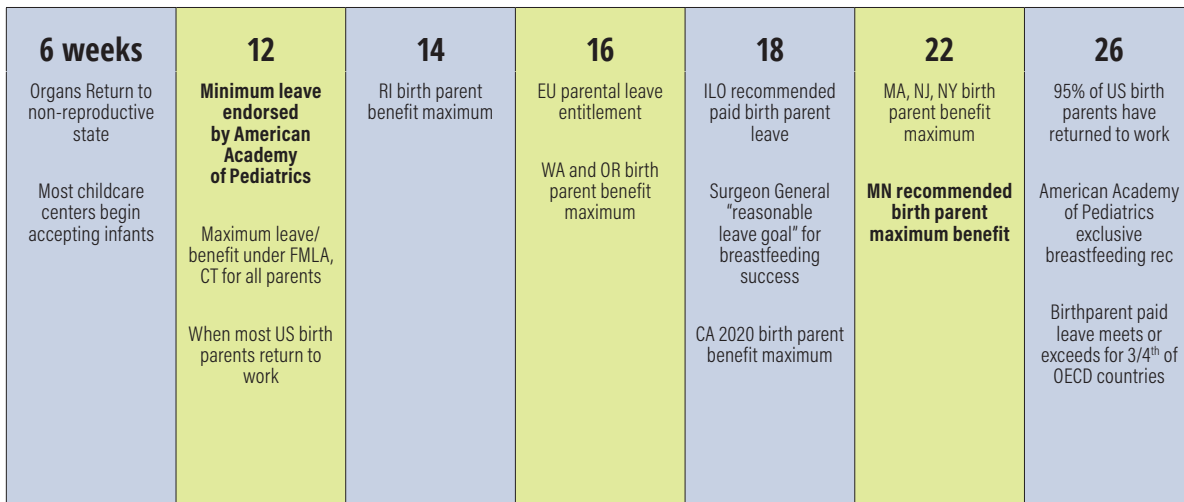 6 weeks
Organs Return to
non-reproductive
state
Most childcare
centers begin
accepting infants
12
Minimum leave
endorsed
by American
Academy
of Pediatrics
Maximum leave/
benefit under FMLA,
CT for all parents
When most US birth
parents return to
work
14
RI birth parent
benefit maximum
16
EU parental leave
entitlement
WA and OR birth
parent benefit
maximum
18
ILO recommended
paid birth parent
leave
Surgeon General
"reasonable
leave goal" for
breastfeeding
success
CA 2020 birth parent
benefit maximum
22
MA, NJ, NY birth
parent benefit
maximum
MN recommended
birth parent
maximum benefit
26
95% of US birth
parents have
returned to work
American Academy
of Pediatrics
exclusive
breastfeeding rec
Birthparent paid
leave meets or
exceeds for 3/4th of
OECD countries